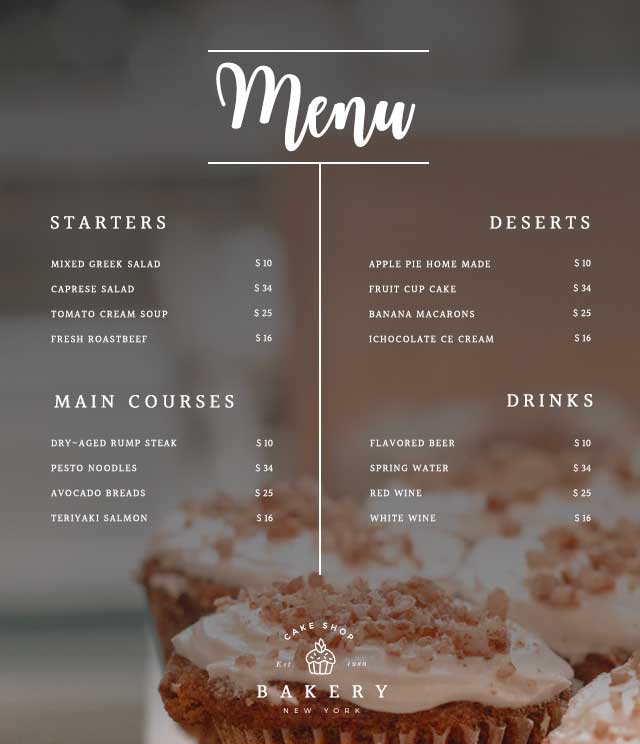 Menu
STARTERS
MIXED GREEK SALAD $ 10
CAPRESE SALAD $ 34
TOMATO CREAM SOUP $ 25
FRESH ROASTBEEF $ 16
MAIN COURSES
DRY-AGED RUMP STEAK $ 10
PESTO NOODLES $ 34
AVOCADO BREADS $ 25
TERIYAKI SALMON $ 16
DESERTS
APPLE PIE HOME MADE $ 10
FRUIT CUP CAKE $ 34
BANANA MACARONS $ 25
ICHOCOLATE CE CREAM $ 16
DRINKS
FLAVORED BEER $ 10
SPRING WATER $ 34
RED WINE $ 25
WHITE WINE $ 16
CAKE SHOP
Est. 1980
BAKERY
NEW YORK